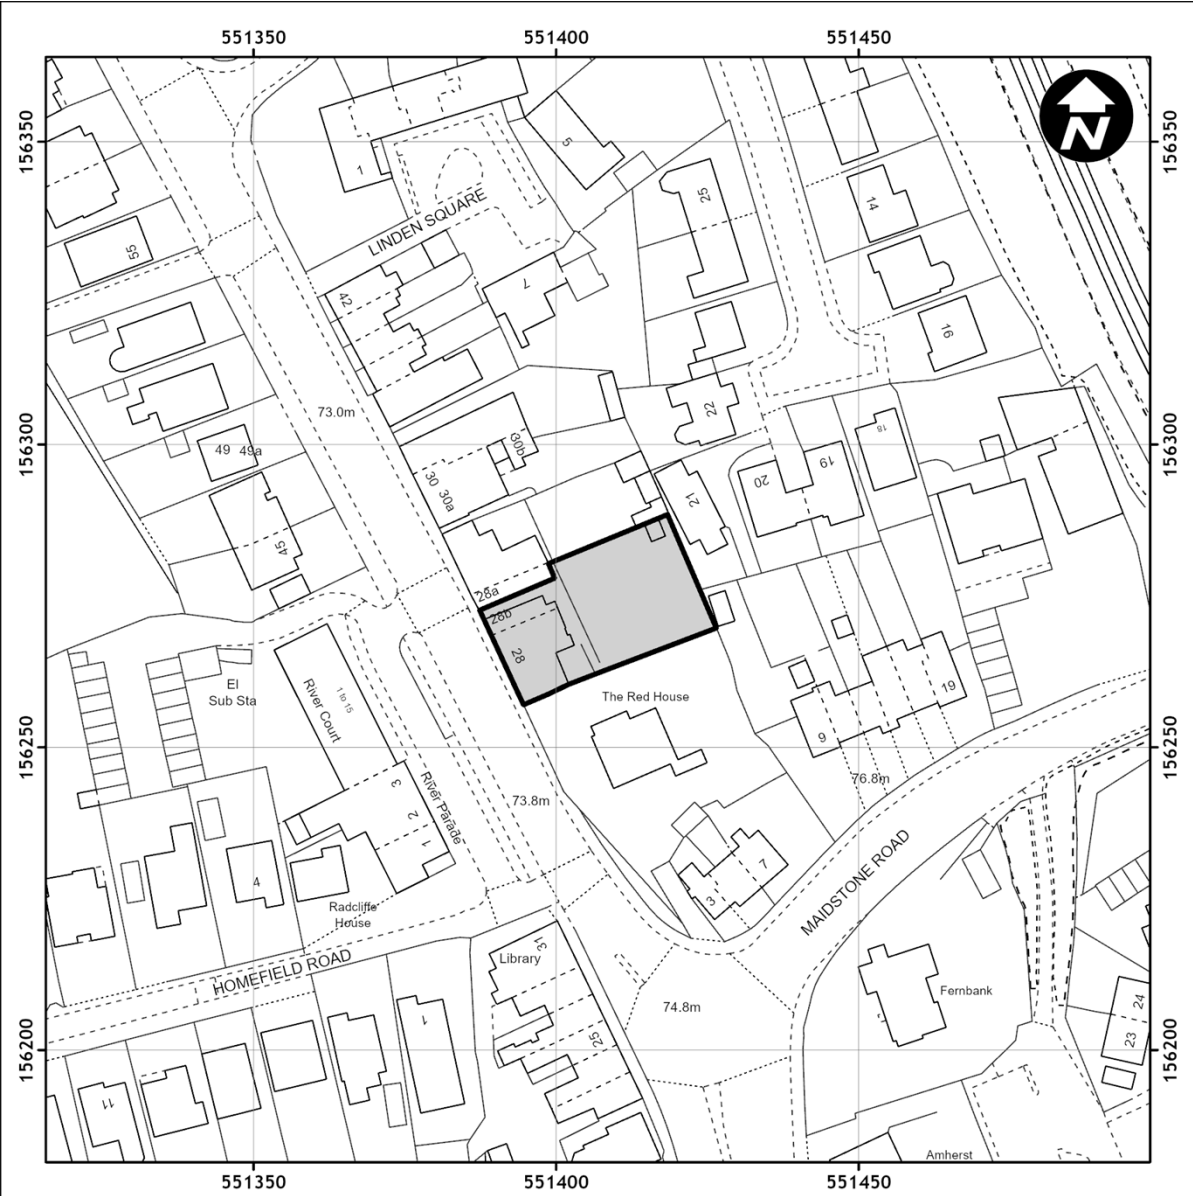 551350 551400 551450
156350
156350
N
5
1
25
14
LINDEN SQUARE
55
42
7
16
73.0m
22
156300
156300
49 49a
30b
30 30a
18
19
20
21
45
28a
28b
28
El
Sub Sta
River Court
1 to 15
The Red House
19
6
156250
156250
76.8m
73.8m
River Parade
3
2
1
4
7
3
MAIDSTONE ROAD
Radcliffe
House
31
Library
HOMEFIELD ROAD
74.8m
Fernbank
24
23
1
25
156200
156200
11
Amherst
551350 551400 551450